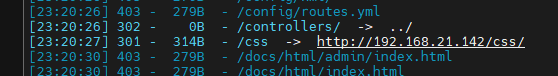 [23:20:26] 403 -  279B  - /config/routes.yml
[23:20:26] 302 -    0B  - /controllers/  ->  ../
[23:20:27] 301 -  314B  - /css  ->  http://192.168.21.142/css/
[23:20:30] 403 -  279B  - /docs/html/admin/index.html
[23:20:30] 403 -  279B  - /docs/html/index.html